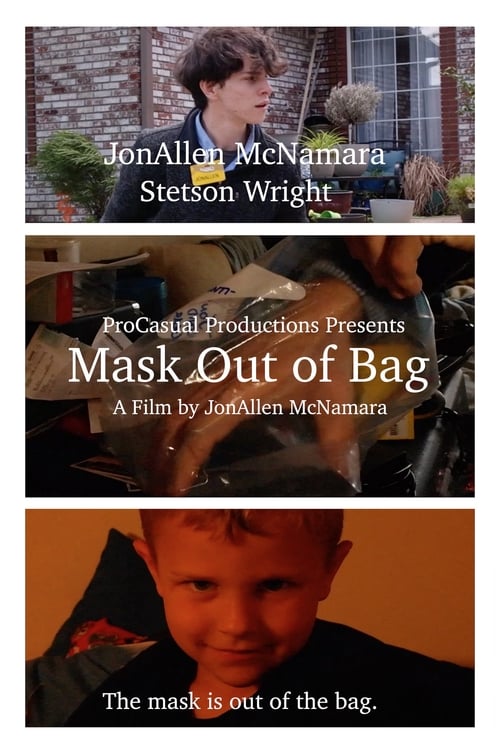 JonAllen McNamara
JONALLEN
Stetson Wright
ProCasual Productions Presents
Mask Out of Bag
A Film by JonAllen McNamara
The mask is out of the bag.